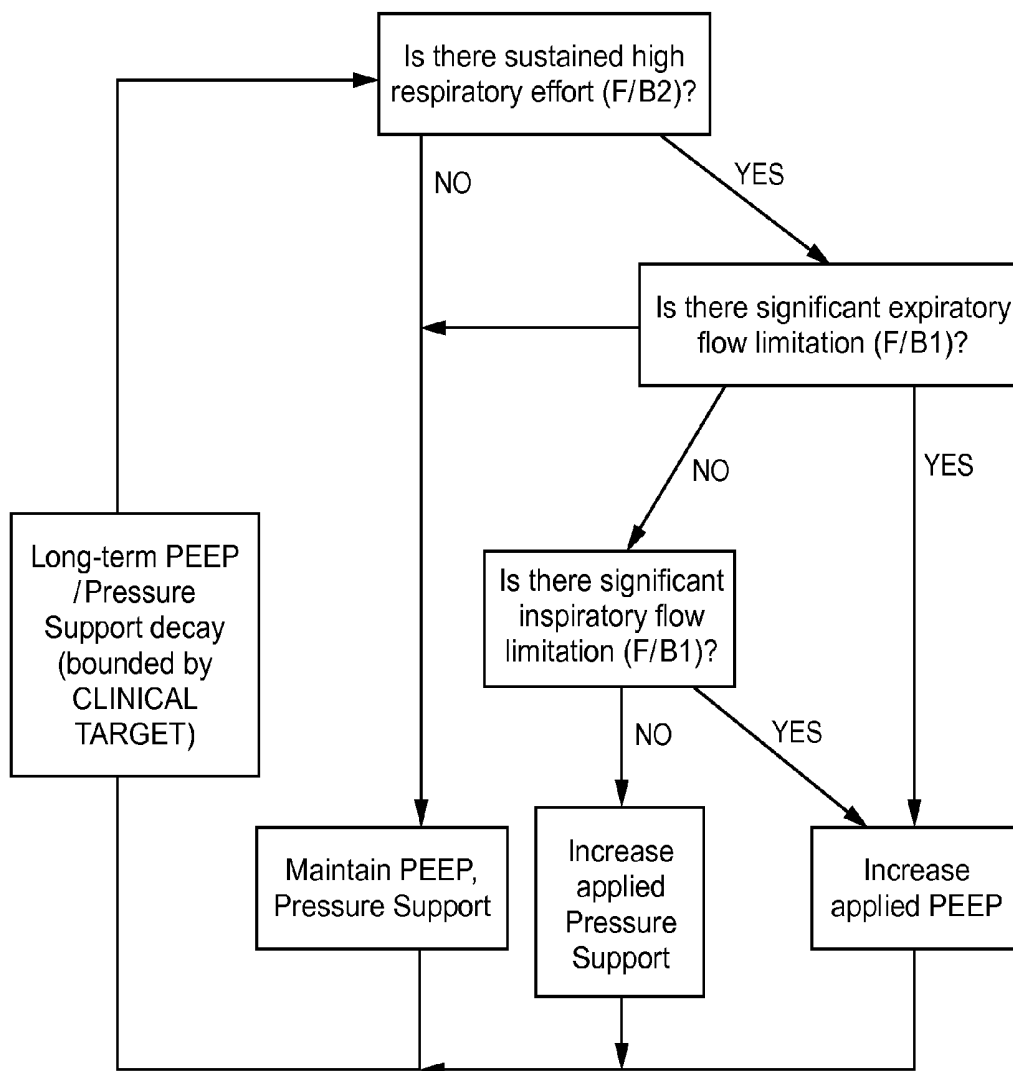 Is there sustained high
respiratory effort (F/B2)?
NO
YES
Is there significant expiratory
flow limitation (F/B1)?
NO
YES
Long-term PEEP
/Pressure
Support decay
(bounded by
CLINICAL
TARGET)
Is there significant
inspiratory flow
limitation (F/B1)?
NO
YES
Maintain PEEP,
Pressure Support
Increase
applied
Pressure
Support
Increase
applied PEEP